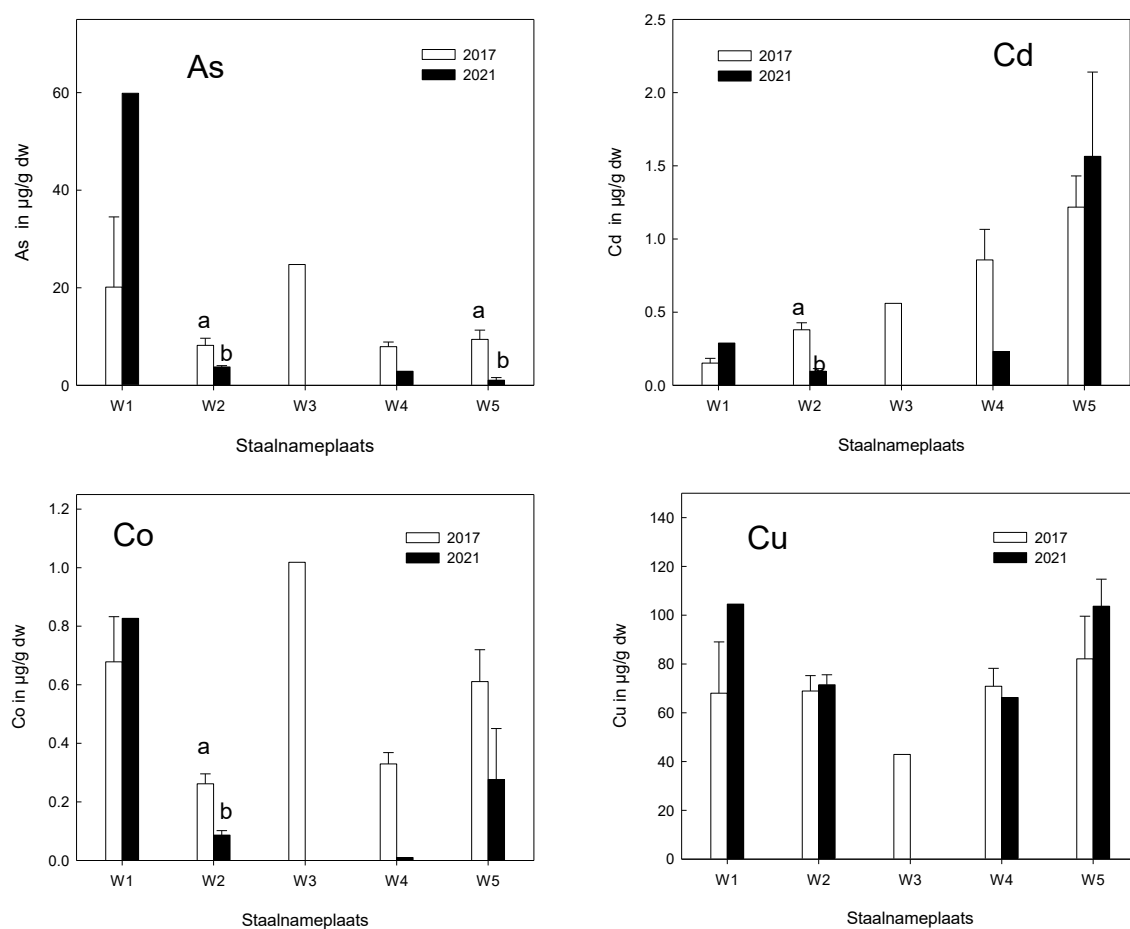 As
2017
2021
As in µg/g dw
60
40
20
0
a
b
a
b
W1 W2 W3 W4 W5
Staalnameplaats
Cd
2017
2021
Cd in µg/g dw
2.5
2.0
1.5
1.0
0.5
0.0
a
b
W1 W2 W3 W4 W5
Staalnameplaats
Co
2017
2021
Co in µg/g dw
1.2
1.0
0.8
0.6
0.4
0.2
0.0
a
b
W1 W2 W3 W4 W5
Staalnameplaats
Cu
2017
2021
Cu in µg/g dw
140
120
100
80
60
40
20
0
W1 W2 W3 W4 W5
Staalnameplaats